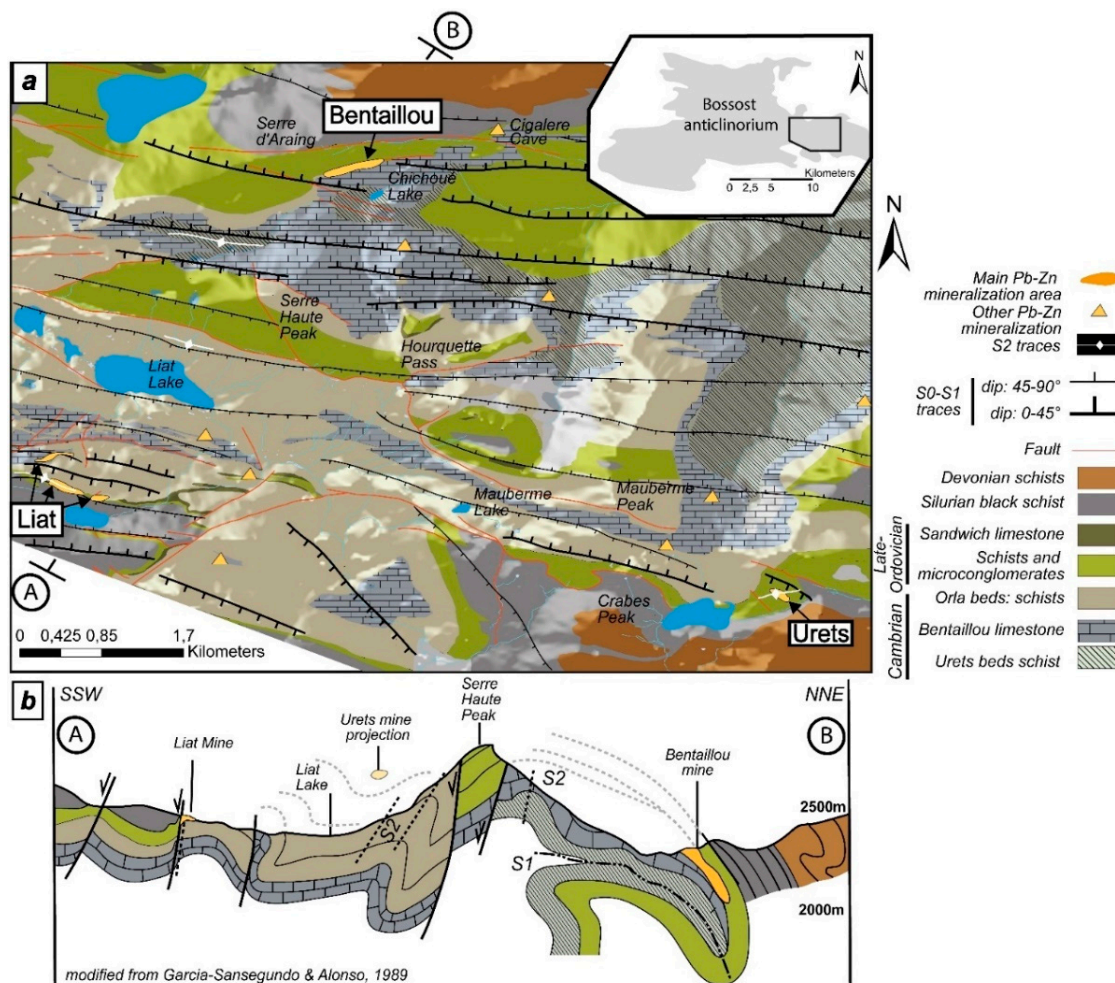 B
a
N
Bossost
anticlinorium
Kilometers
0 2,5 5 10
Bentaillou
Serre
d'Araing
Cigalere
Cave
Chichoué
Lake
Serre
Haute
Peak
Hourquette
Pass
Liat
Lake
Liat
Mauberme
Lake
Mauberme
Peak
Crabes
Peak
Urets
A
0 0,425 0,85 1,7
Kilometers
N
Main Pb-Zn
mineralization area
Other Pb-Zn
mineralization
S2 traces
S0-S1
traces
dip: 45-90°
dip: 0-45°
Fault
Devonian schists
Silurian black schist
Late-
Ordovician
Sandwich limestone
Schists and
microconglomerates
Cambrian
Orla beds: schists
Bentaillou limestone
Urets beds schist
b
SSW
NNE
A
B
Liat Mine
Urets mine
projection
Liat
Lake
Serre
Haute
Peak
Bentaillou
mine
S2
S2
S1
2500m
2000m
modified from Garcia-Sansegundo & Alonso, 1989